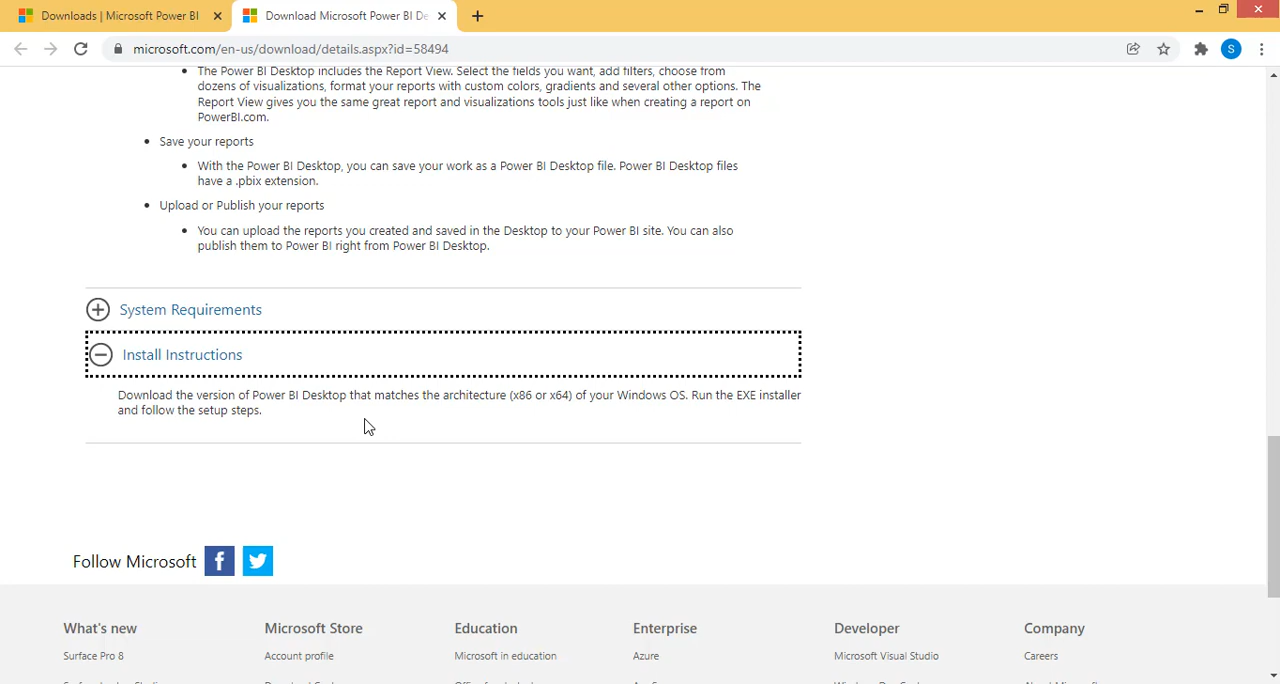 Downloads | Microsoft Power BI
Download Microsoft Power BI De
microsoft.com/en-us/download/details.aspx?id=58494
S
The Power BI Desktop includes the Report View. Select the fields you want, add filters, choose from
dozens of visualizations, format your reports with custom colors, gradients and several other options. The
Report View gives you the same great report and visualizations tools just like when creating a report on
PowerBI.com.
Save your reports
With the Power BI Desktop, you can save your work as a Power BI Desktop file. Power BI Desktop files
have a .pbix extension.
Upload or Publish your reports
You can upload the reports you created and saved in the Desktop to your Power BI site. You can also
publish them to Power BI right from Power BI Desktop.
System Requirements
Install Instructions
Download the version of Power BI Desktop that matches the architecture (x86 or x64) of your Windows OS. Run the EXE installer
and follow the setup steps.
Follow Microsoft
What's new Microsoft Store Education Enterprise Developer Company
Surface Pro 8 Account profile Microsoft in education Azure Microsoft Visual Studio Careers